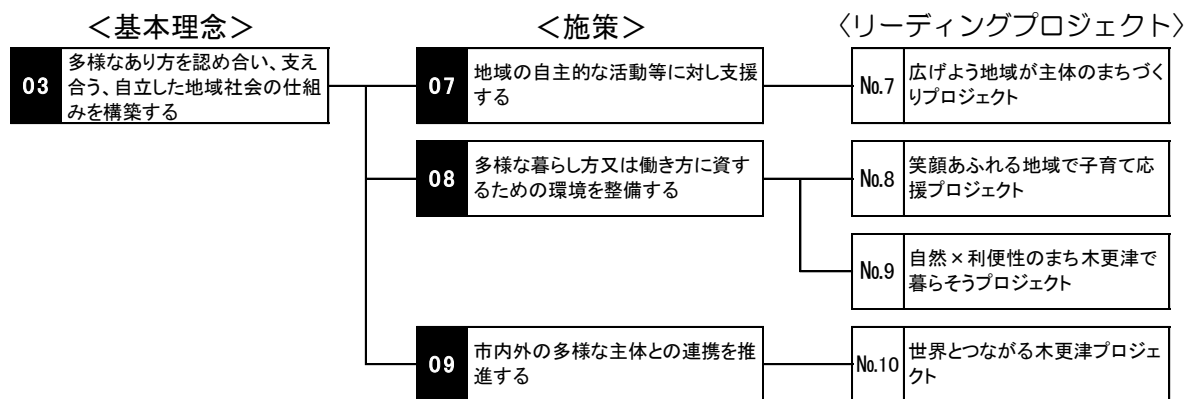 <基本理念>
<施策>
〈リーディングプロジェクト〉
03
多様なあり方を認め合い、支え
合う、自立した地域社会の仕組
みを構築する
07
地域の自主的な活動等に対し支援
する
№7
広げよう地域が主体のまちづく
りプロジェクト
08
多様な暮らし方又は働き方に資す
るための環境を整備する
№8
笑顔あふれる地域で子育て応
援プロジェクト
№9
自然×利便性のまち木更津で
暮らそうプロジェクト
09
市内外の多様な主体との連携を推
進する
№10
世界とつながる木更津プロジェ
クト